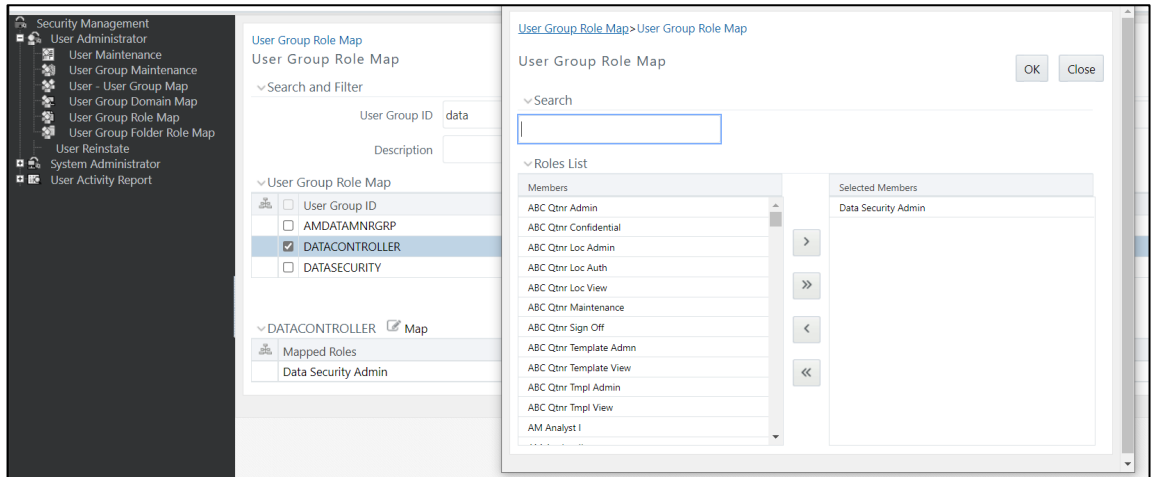 Security Management
User Administrator
User Maintenance
User Group Maintenance
User - User Group Map
User Group Domain Map
User Group Role Map
User Group Folder Role Map
User Reinstate
System Administrator
User Activity Report
User Group Role Map
User Group Role Map
Search and Filter
User Group ID data
Description
User Group Role Map
User Group ID
AMDATAMNRGRP
DATACONTROLLER
DATASECURITY
DATACONTROLLER Map
Mapped Roles
Data Security Admin
User Group Role Map>User Group Role Map
User Group Role Map
OK Close
Search
Roles List
Members
ABC Qtnr Admin
ABC Qtnr Confidential
ABC Qtnr Loc Admin
ABC Qtnr Loc Auth
ABC Qtnr Loc View
ABC Qtnr Maintenance
ABC Qtnr Sign Off
ABC Qtnr Template Admn
ABC Qtnr Template View
ABC Qtnr Tmpl Admin
ABC Qtnr Tmpl View
AM Analyst I
Selected Members
Data Security Admin